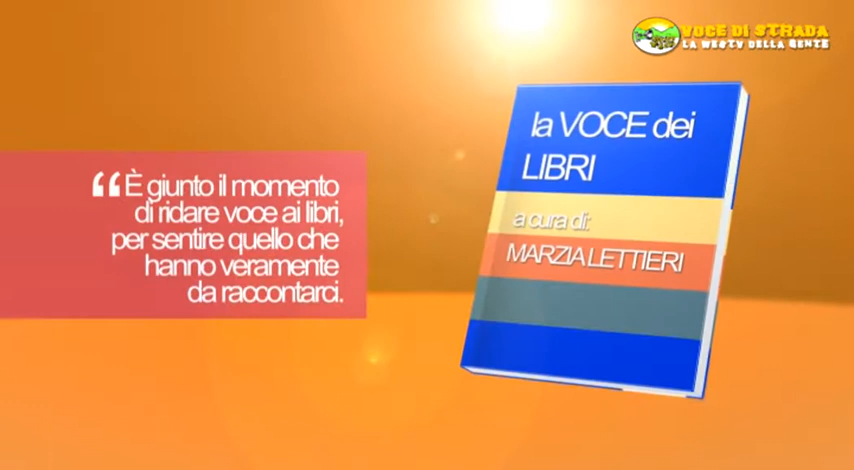 VOCE DI STRADA
LA WEBTV DELLA GENTE
“ È giunto il momento
di ridare voce ai libri,
per sentire quello che
hanno veramente
da raccontarci.
la VOCE dei
LIBRI
a cura di:
MARZIA LETTIERI